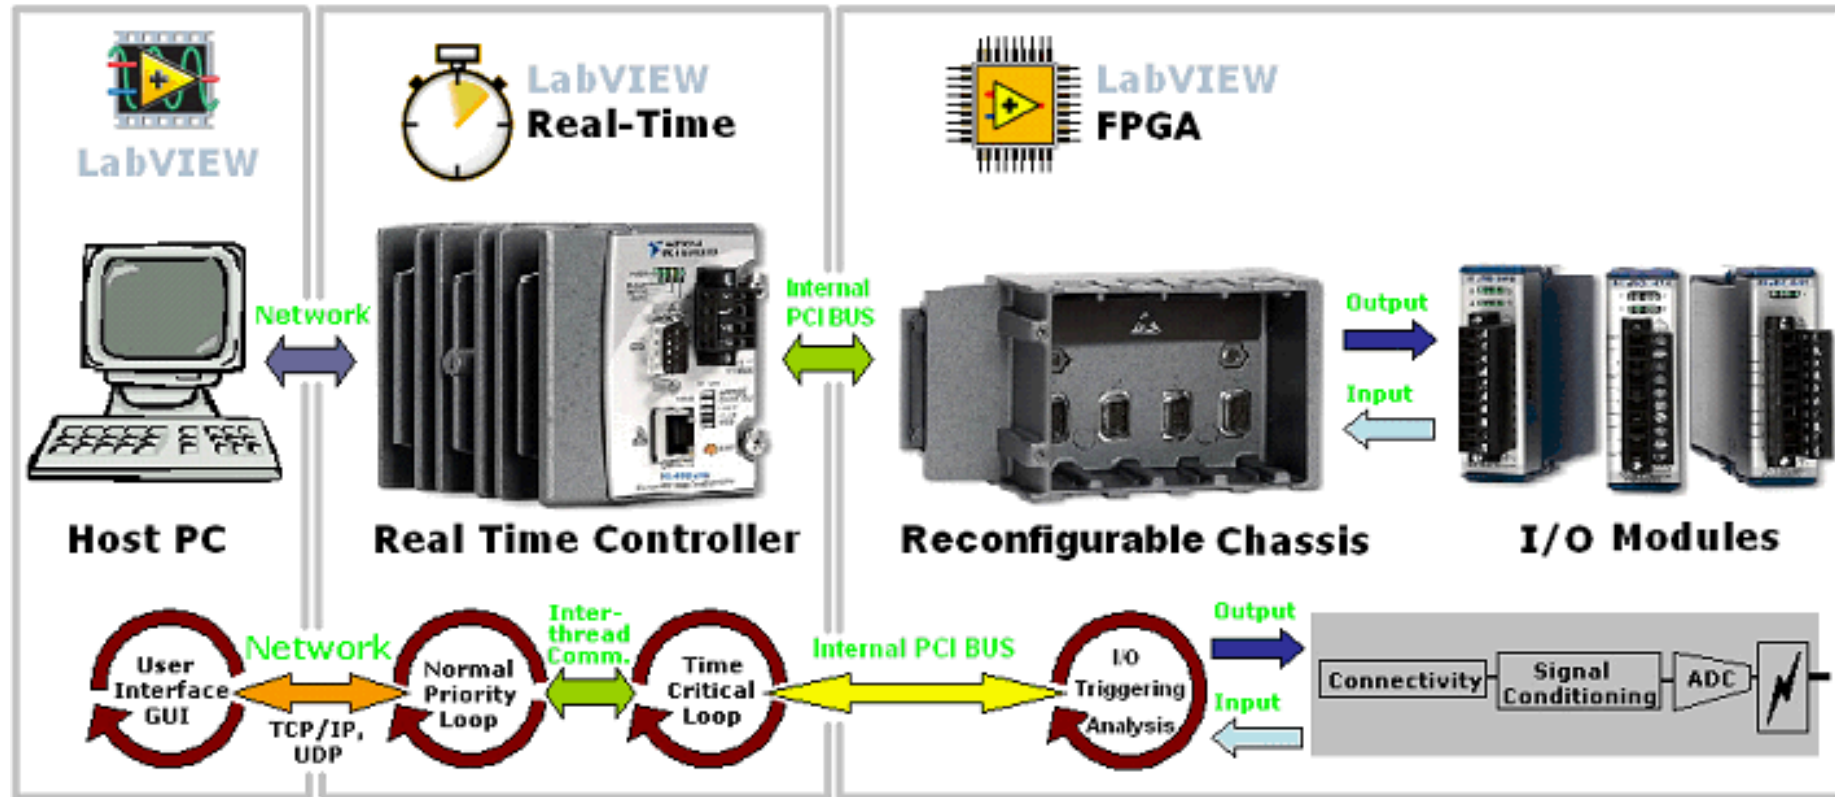 LabVIEW
LabVIEW
Real-Time
LabVIEW
FPGA
Network
Internal
PCI BUS
Output
Input
Host PC
Real Time Controller
Reconfigurable Chassis
I/O Modules
User
Interface
GUI
Network
TCP/IP,
UDP
Normal
Priority
Loop
Inter-
thread
Comm.
Time
Critical
Loop
Internal PCI BUS
I/O
Triggering
Analysis
Output
Input
Connectivity
Signal
Conditioning
ADC